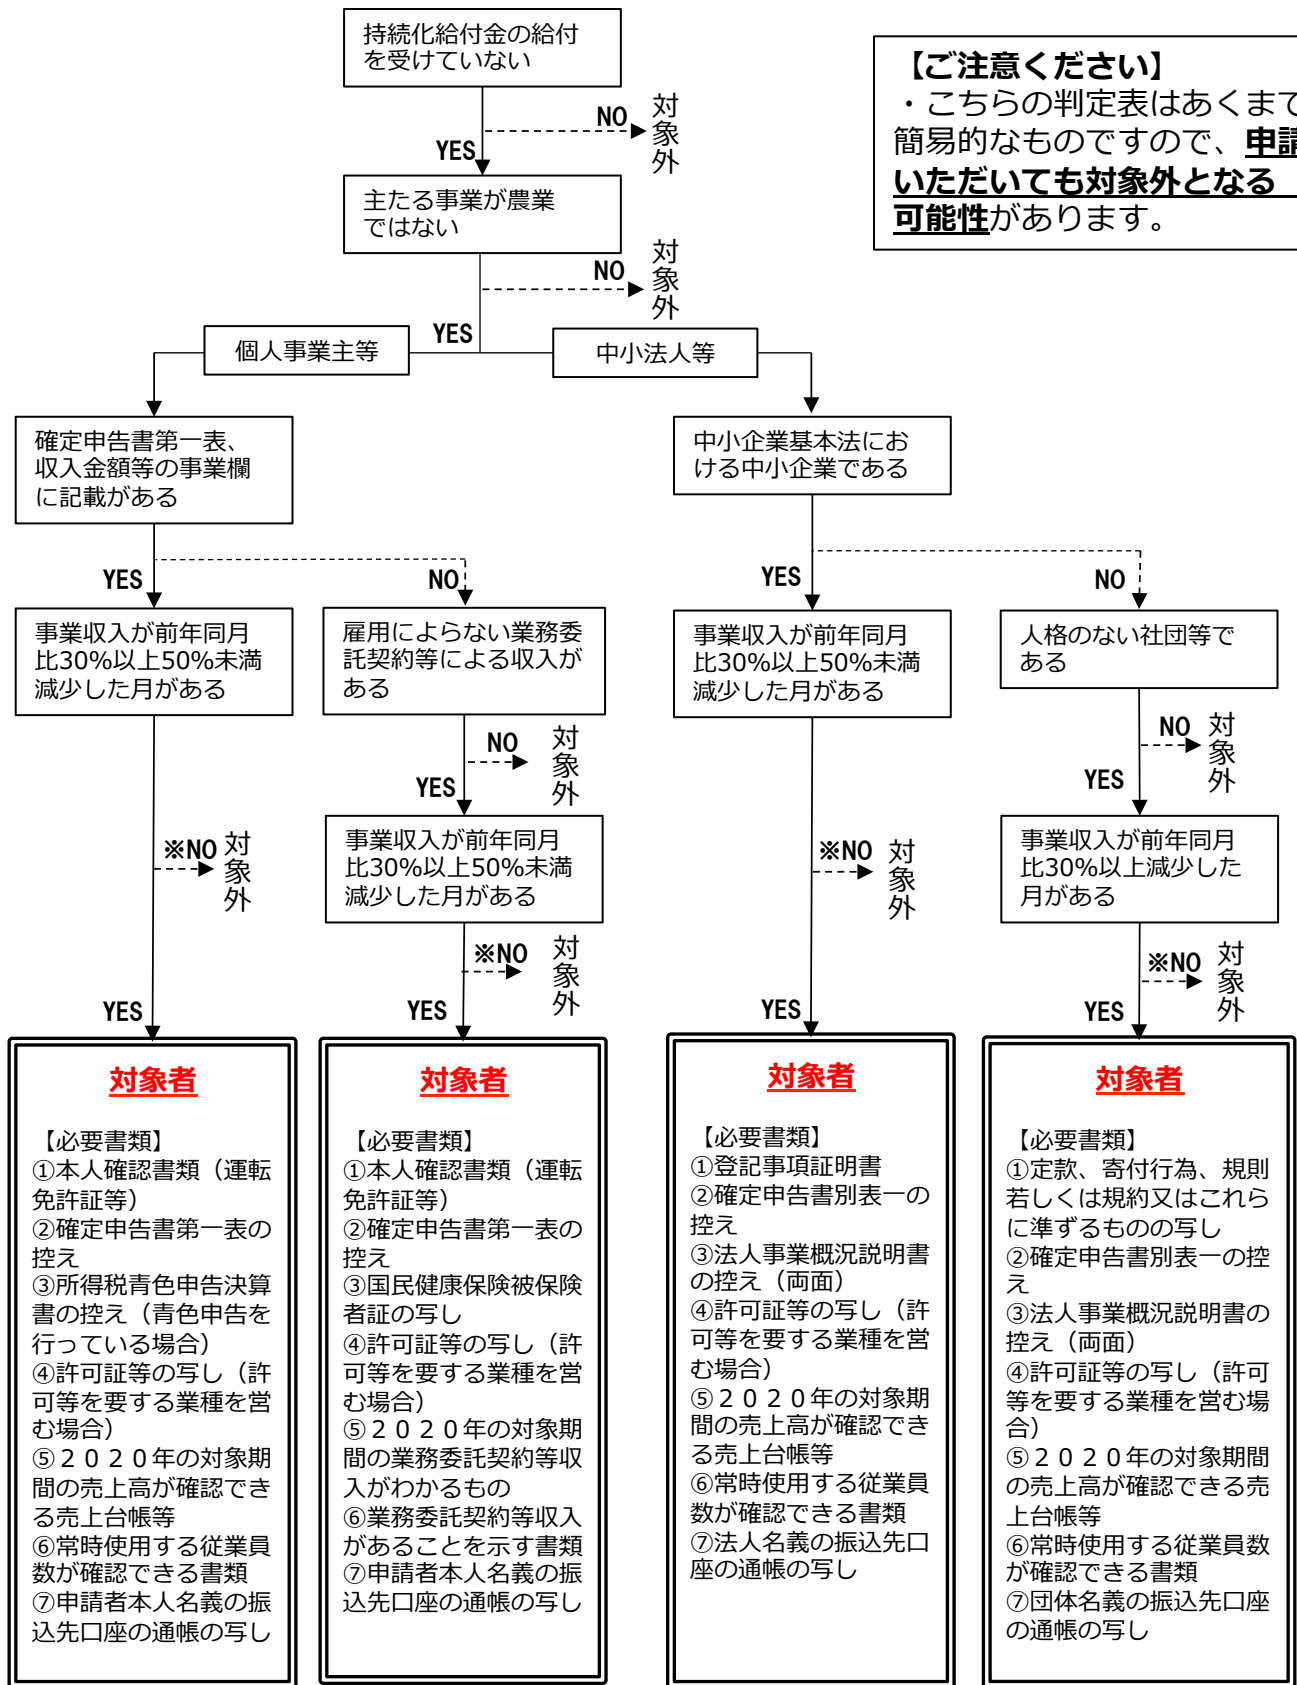 持続化給付金の給付
を受けていない
【ご注意ください】
・こちらの判定表はあくまで
簡易的なものですので、申請
いただいても対象外となる
可能性があります。
NO
対象外
YES
主たる事業が農業
ではない
NO
対象外
YES
個人事業主等
中小法人等
確定申告書第一表、
収入金額等の事業欄
に記載がある
中小企業基本法にお
ける中小企業である
YES
NO
YES
NO
事業収入が前年同月
比30%以上50%未満
減少した月がある
雇用によらない業務委
託契約等による収入が
ある
事業収入が前年同月
比30%以上50%未満
減少した月がある
人格のない社団等で
ある
NO
対象外
YES
NO
対象外
YES
※NO
対象外
事業収入が前年同月
比30%以上50%未満
減少した月がある
※NO
対象外
事業収入が前年同月
比30%以上減少した
月がある
※NO
対象外
※NO
対象外
YES
YES
YES
YES
対象者
【必要書類】
①本人確認書類（運転
免許証等）
②確定申告書第一表の
控え
③所得税青色申告決算
書の控え（青色申告を
行っている場合）
④許可証等の写し（許
可等を要する業種を営
む場合）
⑤２０２０年の対象期
間の売上高が確認でき
る売上台帳等
⑥常時使用する従業員
数が確認できる書類
⑦申請者本人名義の振
込先口座の通帳の写し
対象者
【必要書類】
①本人確認書類（運転
免許証等）
②確定申告書第一表の
控え
③国民健康保険被保険
者証の写し
④許可証等の写し（許
可等を要する業種を営
む場合）
⑤２０２０年の対象期
間の業務委託契約等収
入がわかるもの
⑥業務委託契約等収入
があることを示す書類
⑦申請者本人名義の振
込先口座の通帳の写し
対象者
【必要書類】
①登記事項証明書
②確定申告書別表一の
控え
③法人事業概況説明書
の控え（両面）
④許可証等の写し（許
可等を要する業種を営
む場合）
⑤２０２０年の対象期
間の売上高が確認でき
る売上台帳等
⑥常時使用する従業員
数が確認できる書類
⑦法人名義の振込先口
座の通帳の写し
対象者
【必要書類】
①定款、寄付行為、規則
若しくは規約又はこれら
に準ずるものの写し
②確定申告書別表一の控
え
③法人事業概況説明書の
控え（両面）
④許可証等の写し（許可
等を要する業種を営む場
合）
⑤２０２０年の対象期間
の売上高が確認できる売
上台帳等
⑥常時使用する従業員数
が確認できる書類
⑦団体名義の振込先口座
の通帳の写し